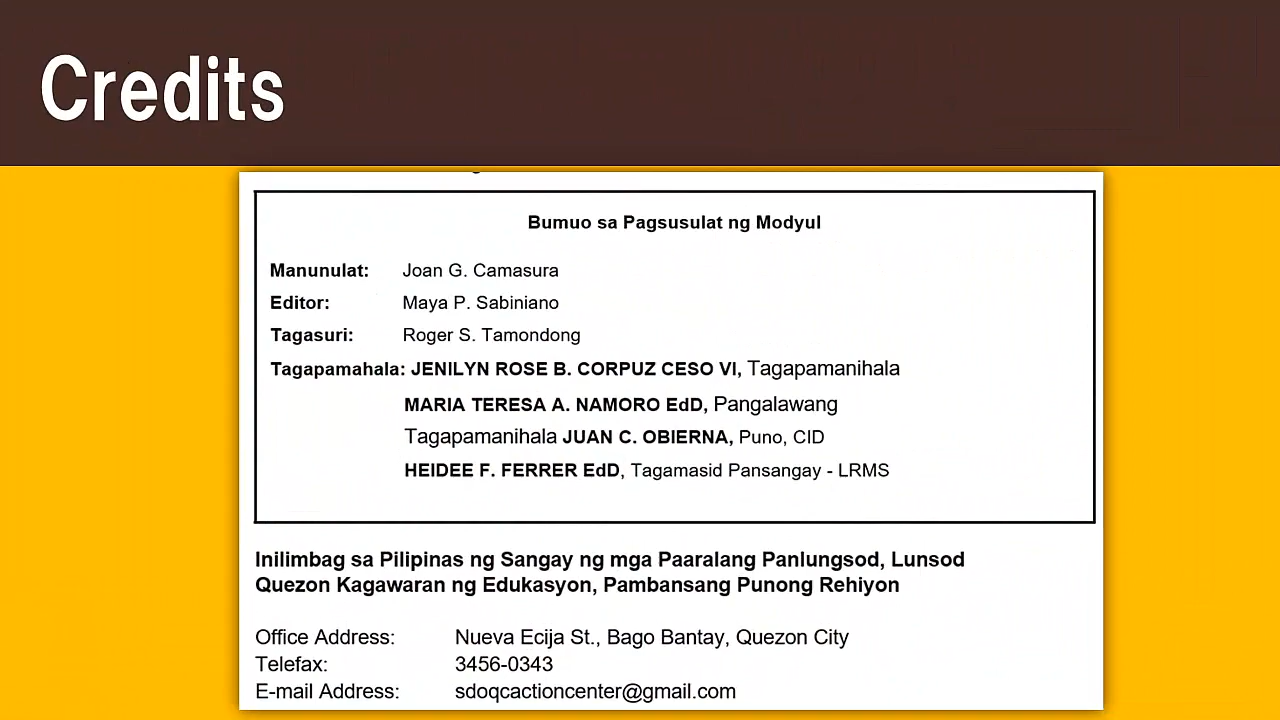 Credits
Bumuo sa Pagsusulat ng Modyul
Manunulat: Joan G. Camasura
Editor: Maya P. Sabiniano
Tagasuri: Roger S. Tamondong
Tagapamahala: JENILYN ROSE B. CORPUZ CESO VI, Tagapamanihala
MARIA TERESA A. NAMORO EdD, Pangalawang
Tagapamanihala JUAN C. OBIERNA, Puno, CID
HEIDEE F. FERRER EdD, Tagamasid Pansangay - LRMS
Inilimbag sa Pilipinas ng Sangay ng mga Paaralang Panlungsod, Lunsod
Quezon Kagawaran ng Edukasyon, Pambansang Punong Rehiyon
Office Address: Nueva Ecija St., Bago Bantay, Quezon City
Telefax: 3456-0343
E-mail Address: sdoqcactioncenter@gmail.com